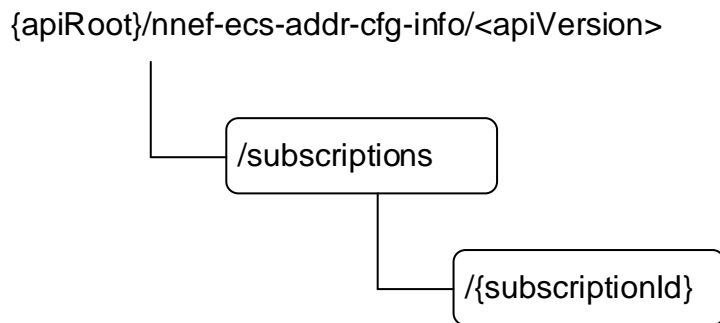 {apiRoot}/nnef-ecs-addr-cfg-info/<apiVersion>
/subscriptions
/{subscriptionId}